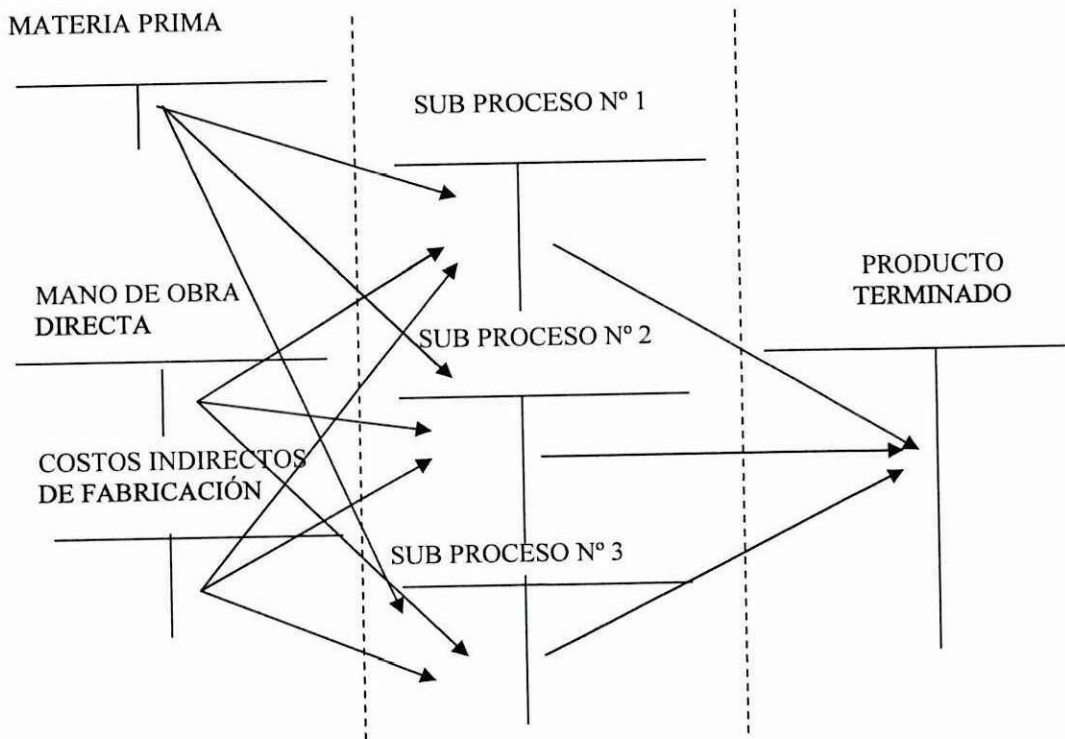 MATERIA PRIMA
SUB PROCESO Nº 1
MANO DE OBRA
DIRECTA
SUB PROCESO Nº 2
PRODUCTO
TERMINADO
COSTOS INDIRECTOS
DE FABRICACIÓN
SUB PROCESO Nº 3